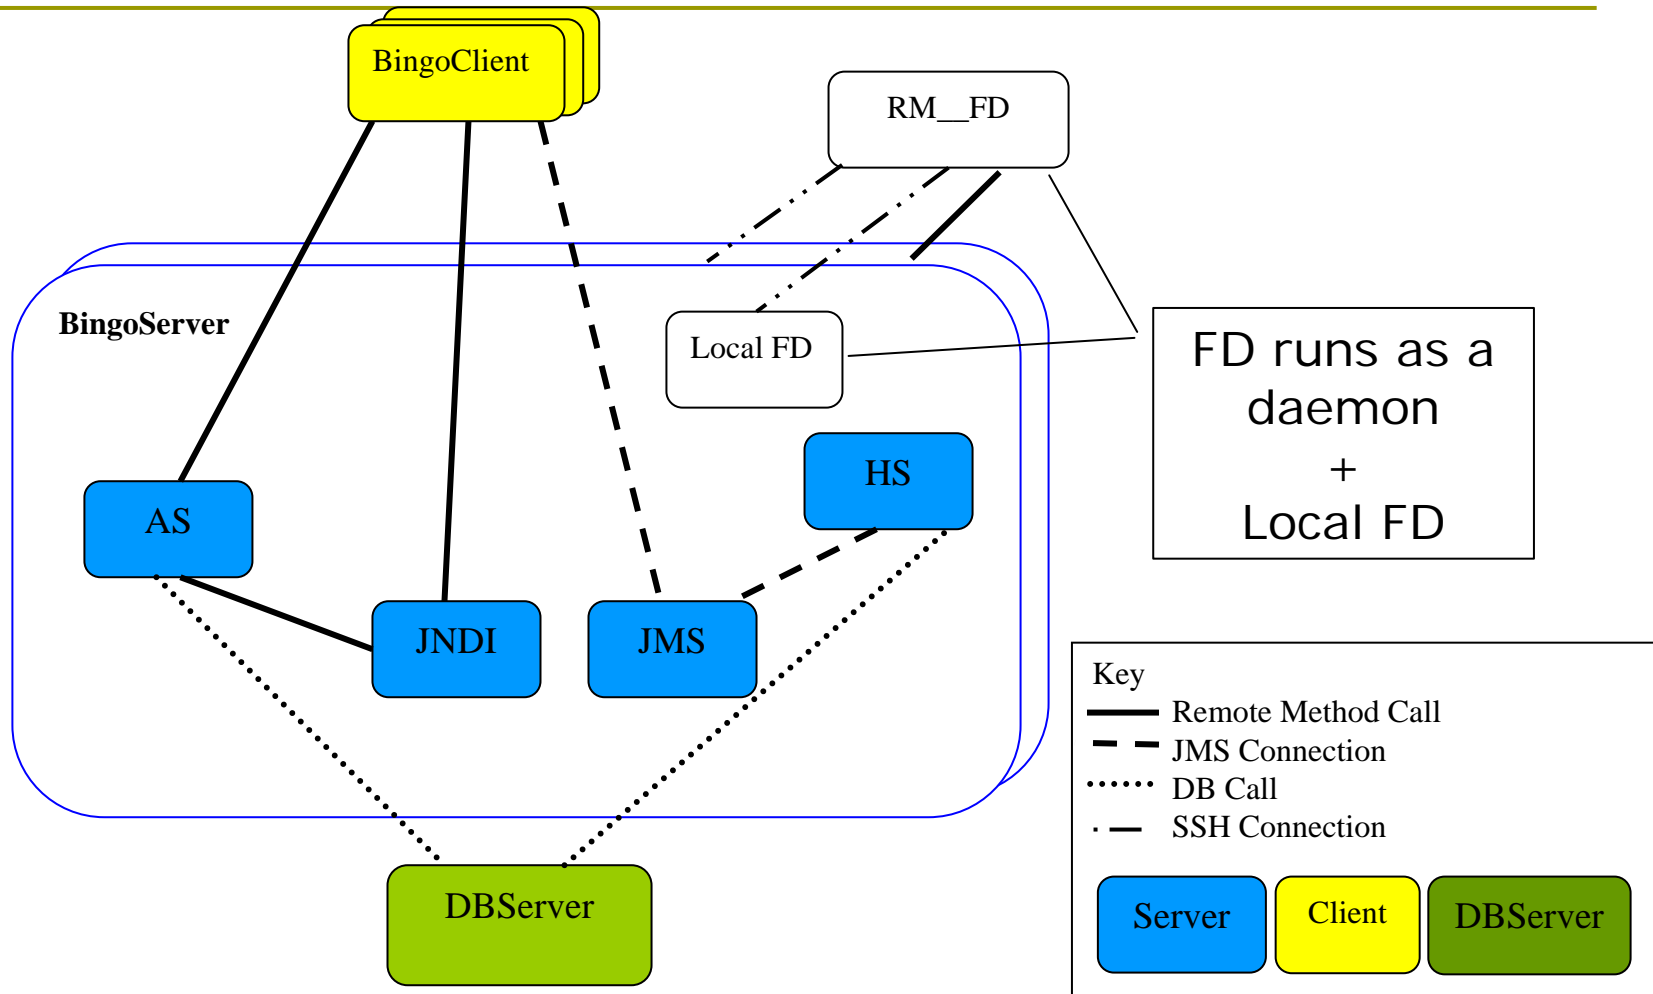 BingoClient
RM__FD
BingoServer
Local FD
FD runs as a
daemon
+
Local FD
HS
AS
JNDI
JMS
DBServer
Key
Remote Method Call
JMS Connection
DB Call
SSH Connection
Server
Client
DBServer